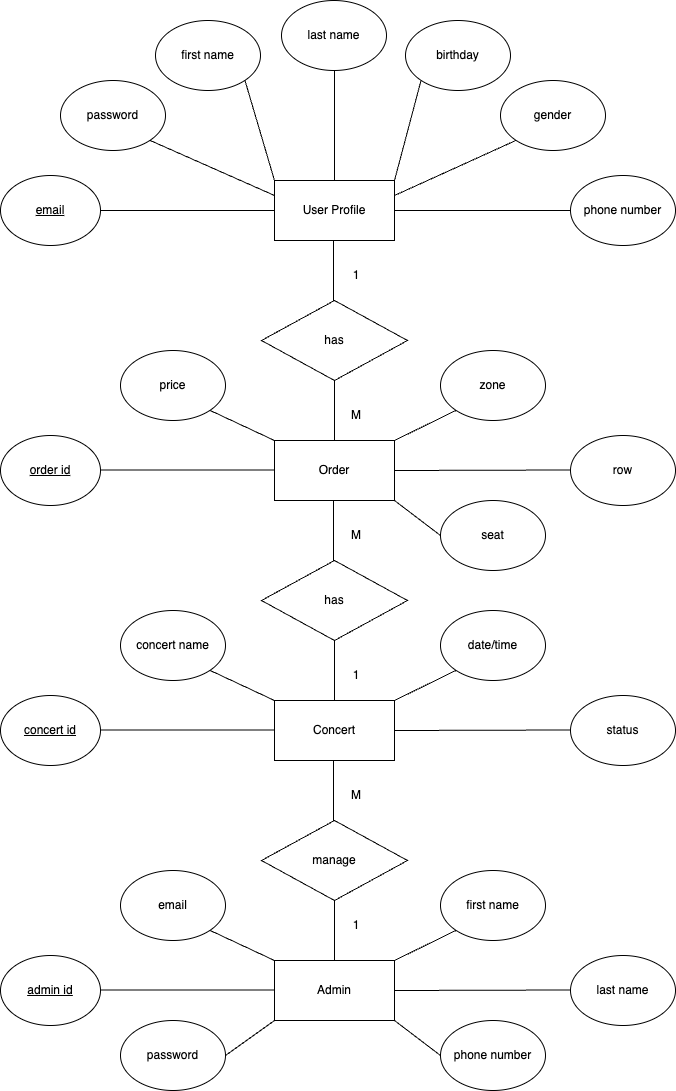 last name
first name
birthday
password
gender
email
User Profile
phone number
1
has
price
zone
M
order id
Order
row
M
seat
has
concert name
date/time
1
concert id
Concert
status
M
manage
email
first name
1
admin id
Admin
last name
password
phone number